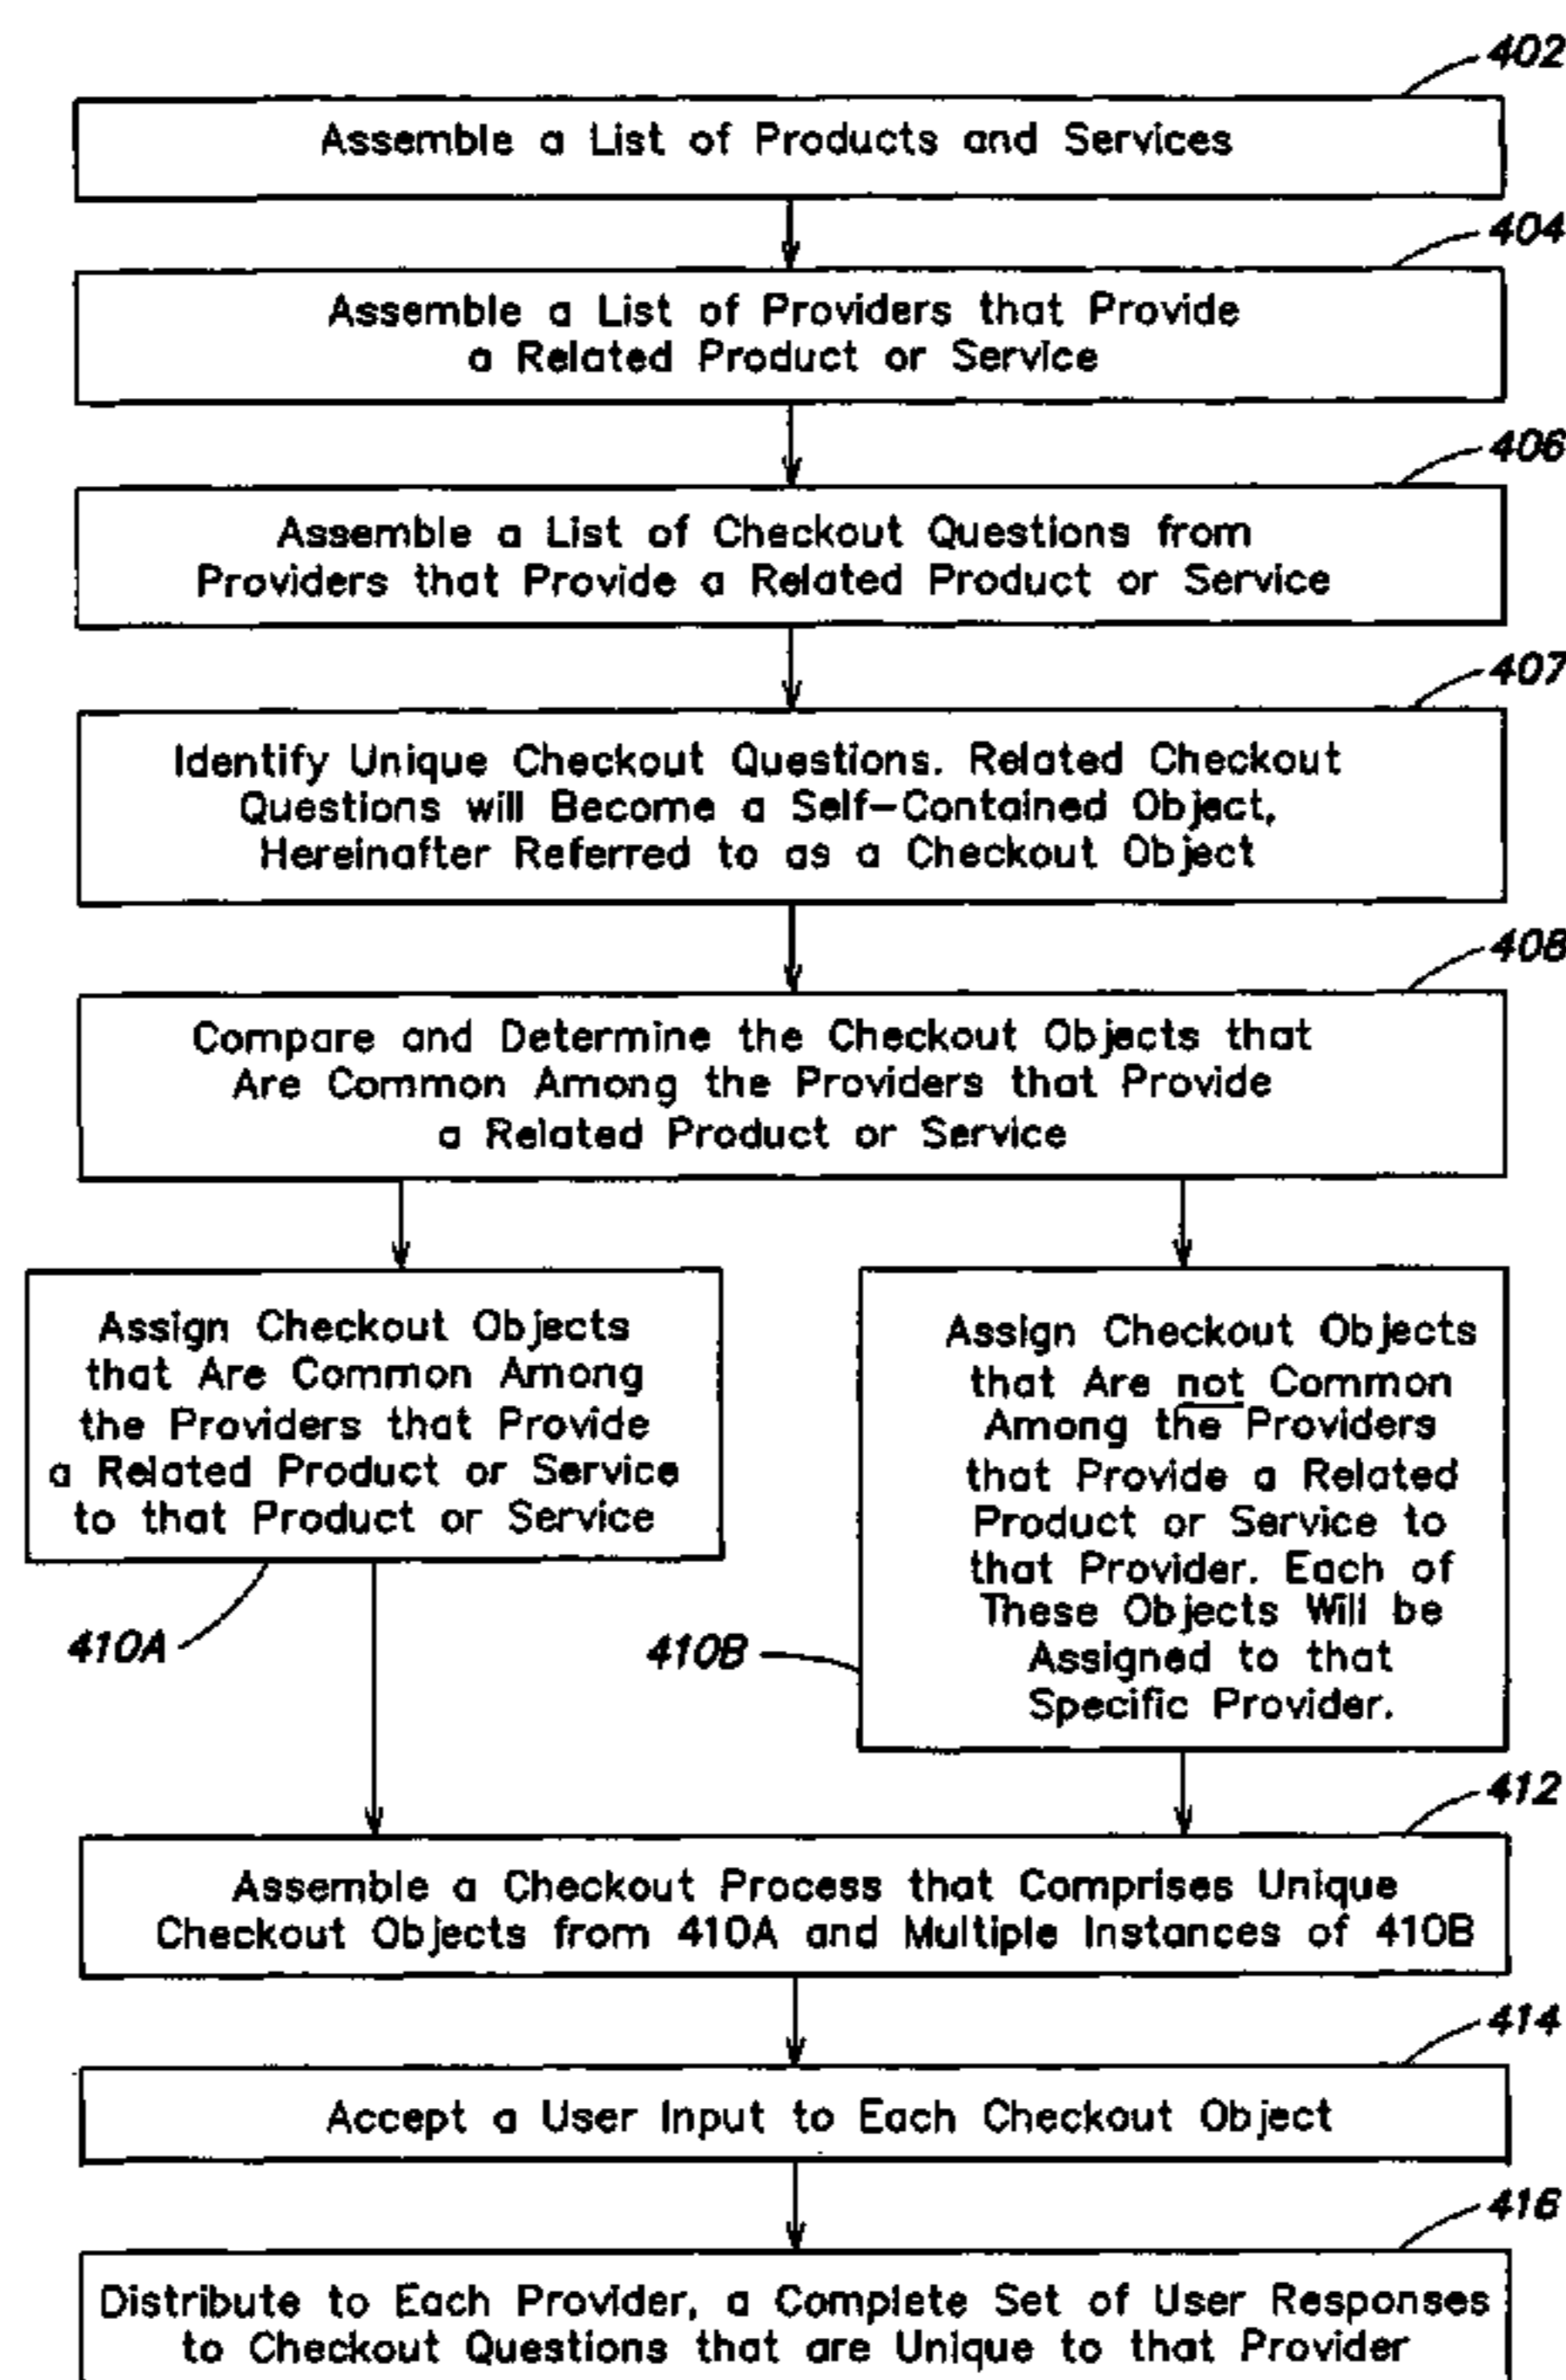 402
Assemble a List of Products and Services
404
Assemble a List of Providers that Provide
a Related Product or Service
406
Assemble a List of Checkout Questions from
Providers that Provide a Related Product or Service
407
Identify Unique Checkout Questions. Related Checkout
Questions will Become a Self-Contained Object,
Hereinafter Referred to as a Checkout Object
408
Compare and Determine the Checkout Objects that
Are Common Among the Providers that Provide
a Related Product or Service
Assign Checkout Objects
that Are Common Among
the Providers that Provide
a Related Product or Service
to that Product or Service
410A
Assign Checkout Objects
that Are not Common
Among the Providers
that Provide a Related
Product or Service to
that Provider. Each of
These Objects Will be
Assigned to that
Specific Provider.
410B
412
Assemble a Checkout Process that Comprises Unique
Checkout Objects from 410A and Multiple Instances of 410B
414
Accept a User Input to Each Checkout Object
416
Distribute to Each Provider, a Complete Set of User Responses
to Checkout Questions that are Unique to that Provider